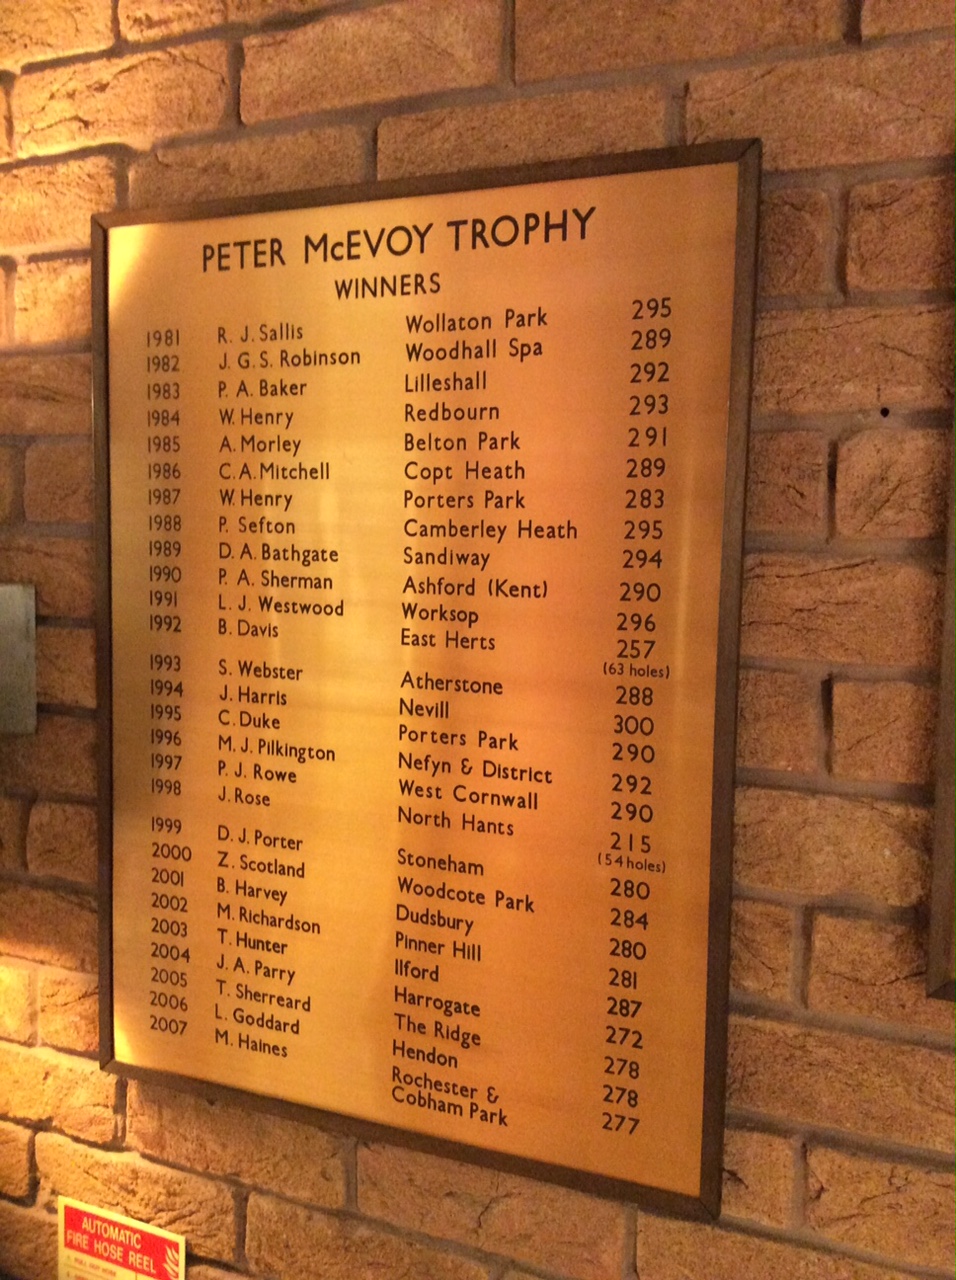 PETER McEVOY TROPHY
WINNERS
1981 R. J. Sallis Wollaton Park 295
1982 J. G. S. Robinson Woodhall Spa 289
1983 P. A. Baker Lilleshall 292
1984 W. Henry Redbourn 293
1985 A. Morley Belton Park 291
1986 C. A. Mitchell Copt Heath 289
1987 W. Henry Porters Park 283
1988 P. Sefton Camberley Heath 295
1989 D. A. Bathgate Sandiway 294
1990 P. A. Sherman Ashford (Kent) 290
1991 L. J. Westwood Worksop 296
1992 B. Davis East Herts 257
(63 holes)
1993 S. Webster Atherstone 288
1994 J. Harris Nevill 300
1995 C. Duke Porters Park 290
1996 M. J. Pilkington Nefyn & District 292
1997 P. J. Rowe West Cornwall 290
1998 J. Rose North Hants 215
(54 holes)
1999 D. J. Porter Stoneham 280
2000 Z. Scotland Woodcote Park 284
2001 B. Harvey Dudsbury 280
2002 M. Richardson Pinner Hill 281
2003 T. Hunter Ilford 287
2004 J. A. Parry Harrogate 272
2005 T. Sherreard The Ridge 278
2006 L. Goddard Hendon 278
2007 M. Haines Rochester &
Cobham Park 277
AUTOMATIC
FIRE HOSE REEL